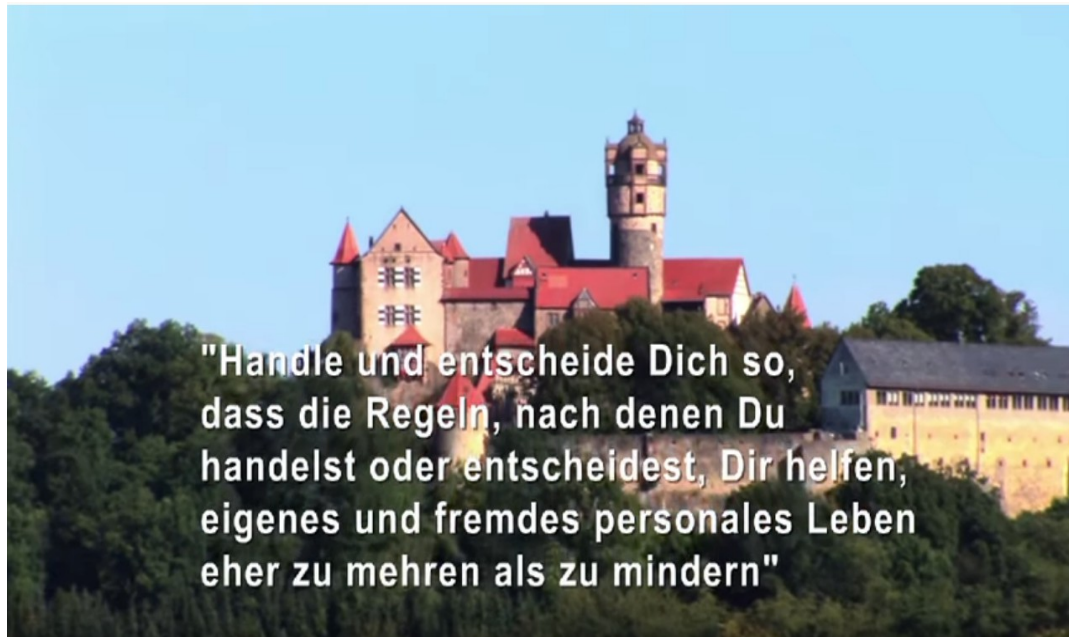 "Handle und entscheide Dich so,
dass die Regeln, nach denen Du
handelst oder entscheidest, Dir helfen,
eigenes und fremdes personales Leben
eher zu mehren als zu mindern"